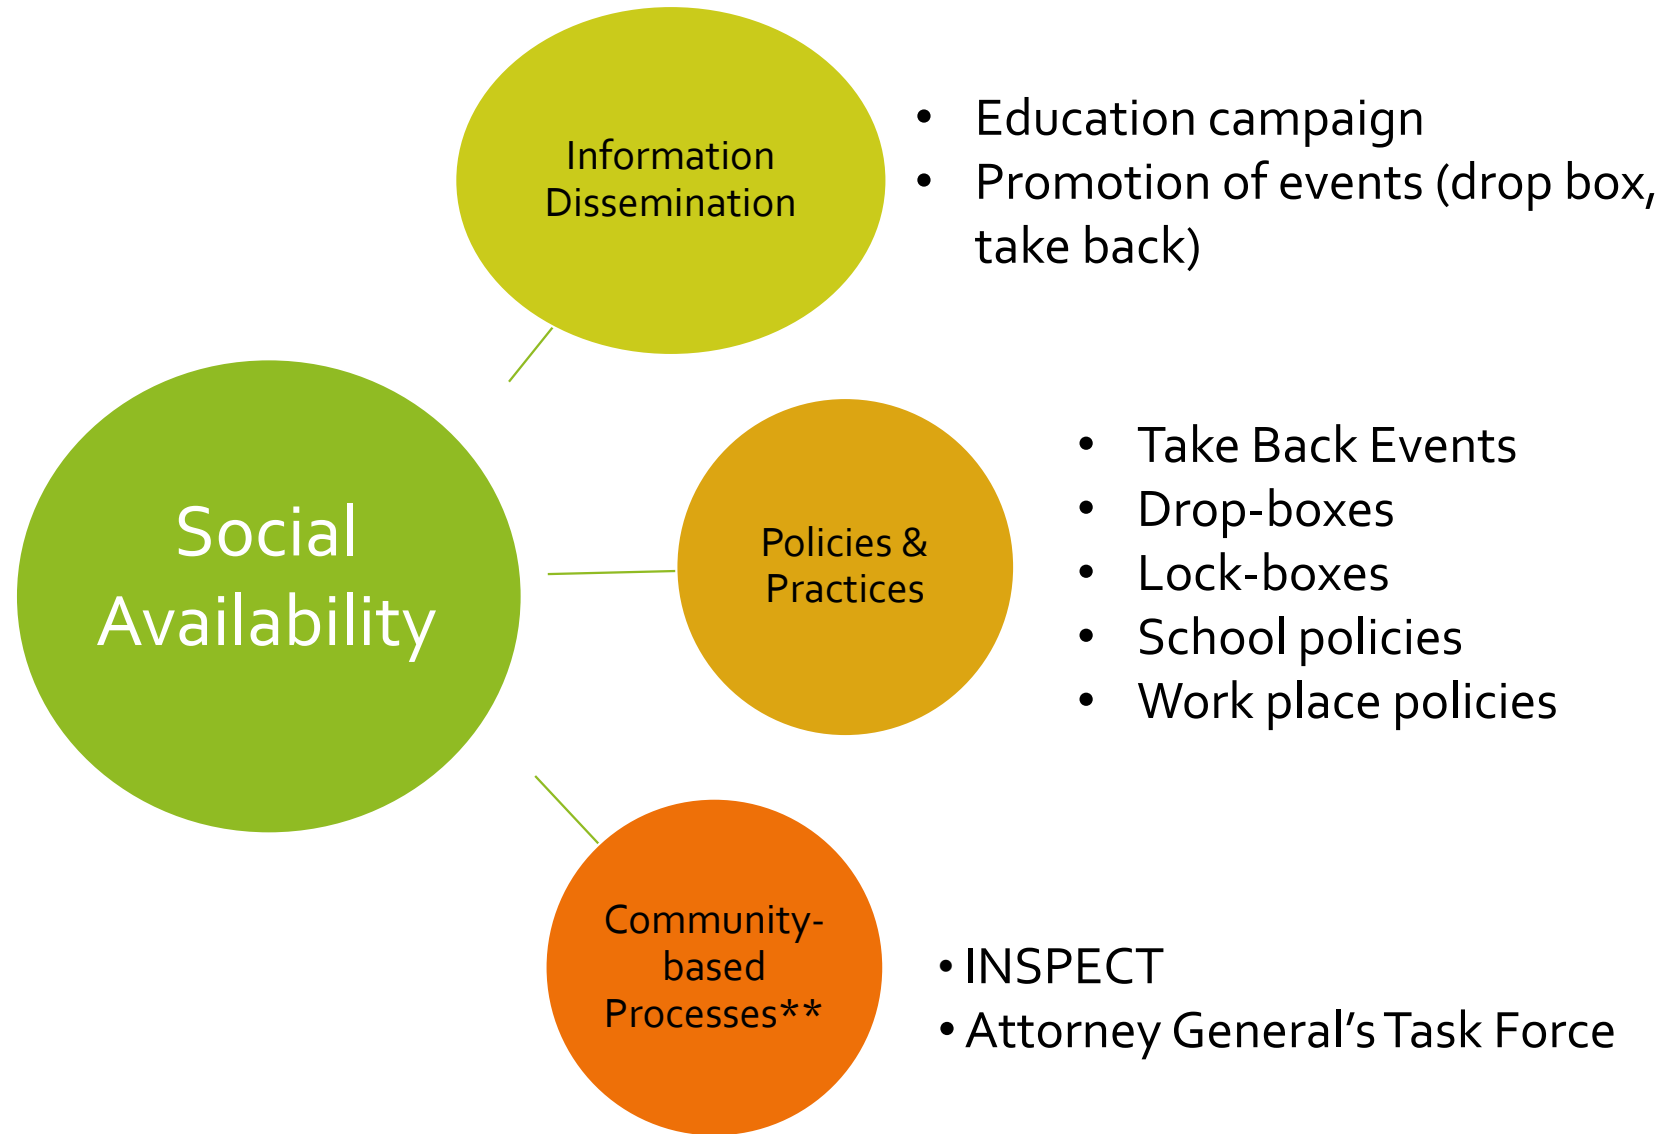 Information
Dissemination
• Education campaign
• Promotion of events (drop box,
take back)
Social
Availability
Policies &
Practices
• Take Back Events
• Drop-boxes
• Lock-boxes
• School policies
• Work place policies
Community-
based
Processes**
• INSPECT
• Attorney General’s Task Force